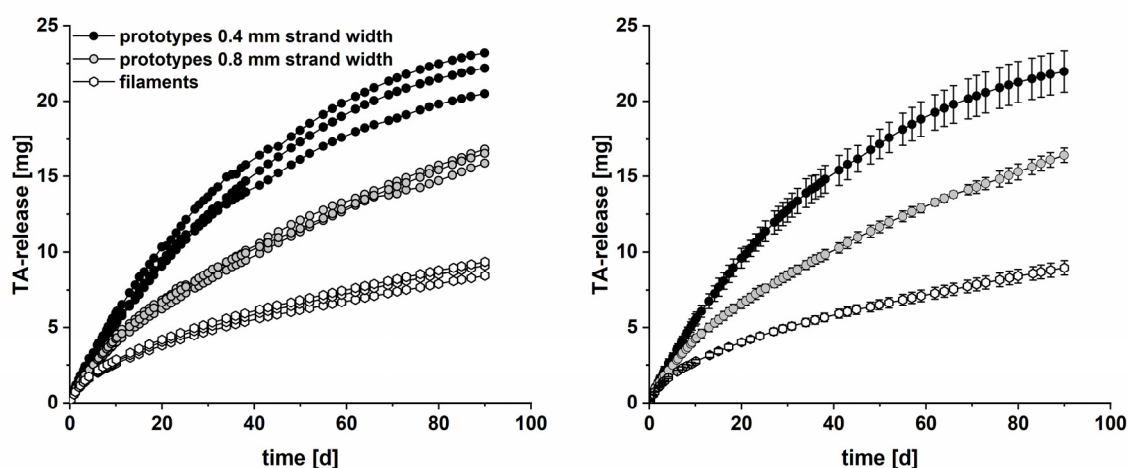 25
20
15
10
5
0
TA-release [mg]
prototypes 0.4 mm strand width
prototypes 0.8 mm strand width
filaments
0 20 40 60 80 100
time [d]
25
20
15
10
5
0
TA-release [mg]
0 20 40 60 80 100
time [d]